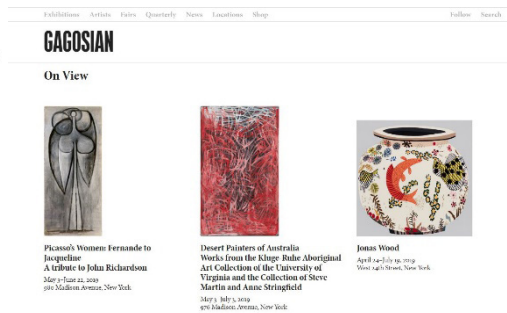 Exhibitions Artists Fairs Quarterly News Locations Shop Follow Search
GAGOSIAN
On View
Picasso's Women: Fernande to
Jacqueline
A tribute to John Richardson
May 3–June 22, 2019
980 Madison Avenue, New York
Desert Painters of Australia
Works from the Kluge-Ruhe Aboriginal
Art Collection of the University of
Virginia and the Collection of Steve
Martin and Anne Stringfield
May 3–July 3, 2019
976 Madison Avenue, New York
Jonas Wood
April 24–July 19, 2019
West 24th Street, New York